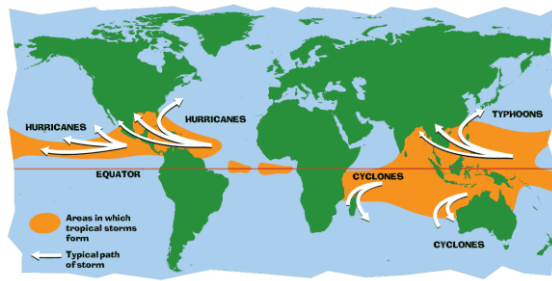 HURRICANES
HURRICANES
TYPHOONS
EQUATOR
CYCLONES
CYCLONES
Areas in which
tropical storms
form
Typical path
of storm